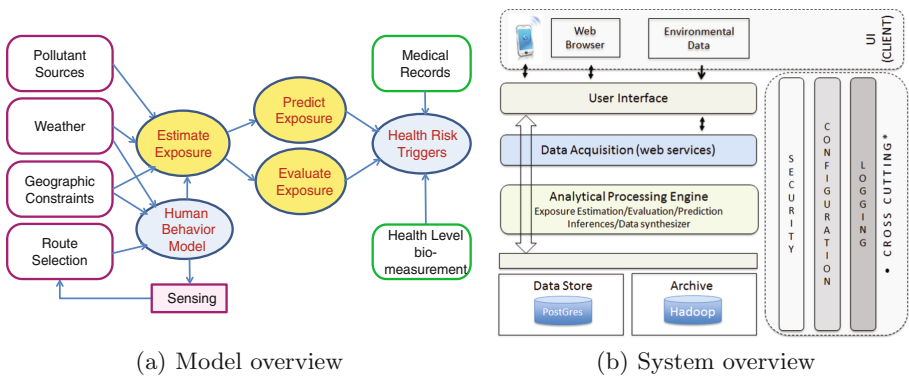 Pollutant
Sources
Weather
Geographic
Constraints
Route
Selection
Estimate
Exposure
Human
Behavior
Model
Sensing
Predict
Exposure
Evaluate
Exposure
Medical
Records
Health Risk
Triggers
Health Level
bio-
measurement
(a) Model overview
Web
Browser
Environmental
Data
UI
(CLIENT)
User Interface
Data Acquisition (web services)
Analytical Processing Engine
Exposure Estimation/Evaluation/Prediction
Inferences/Data synthesizer
Data Store
PostGres
Archive
Hadoop
SECURITY
CONFIGURATION
LOGGING
• CROSS CUTTING*
(b) System overview